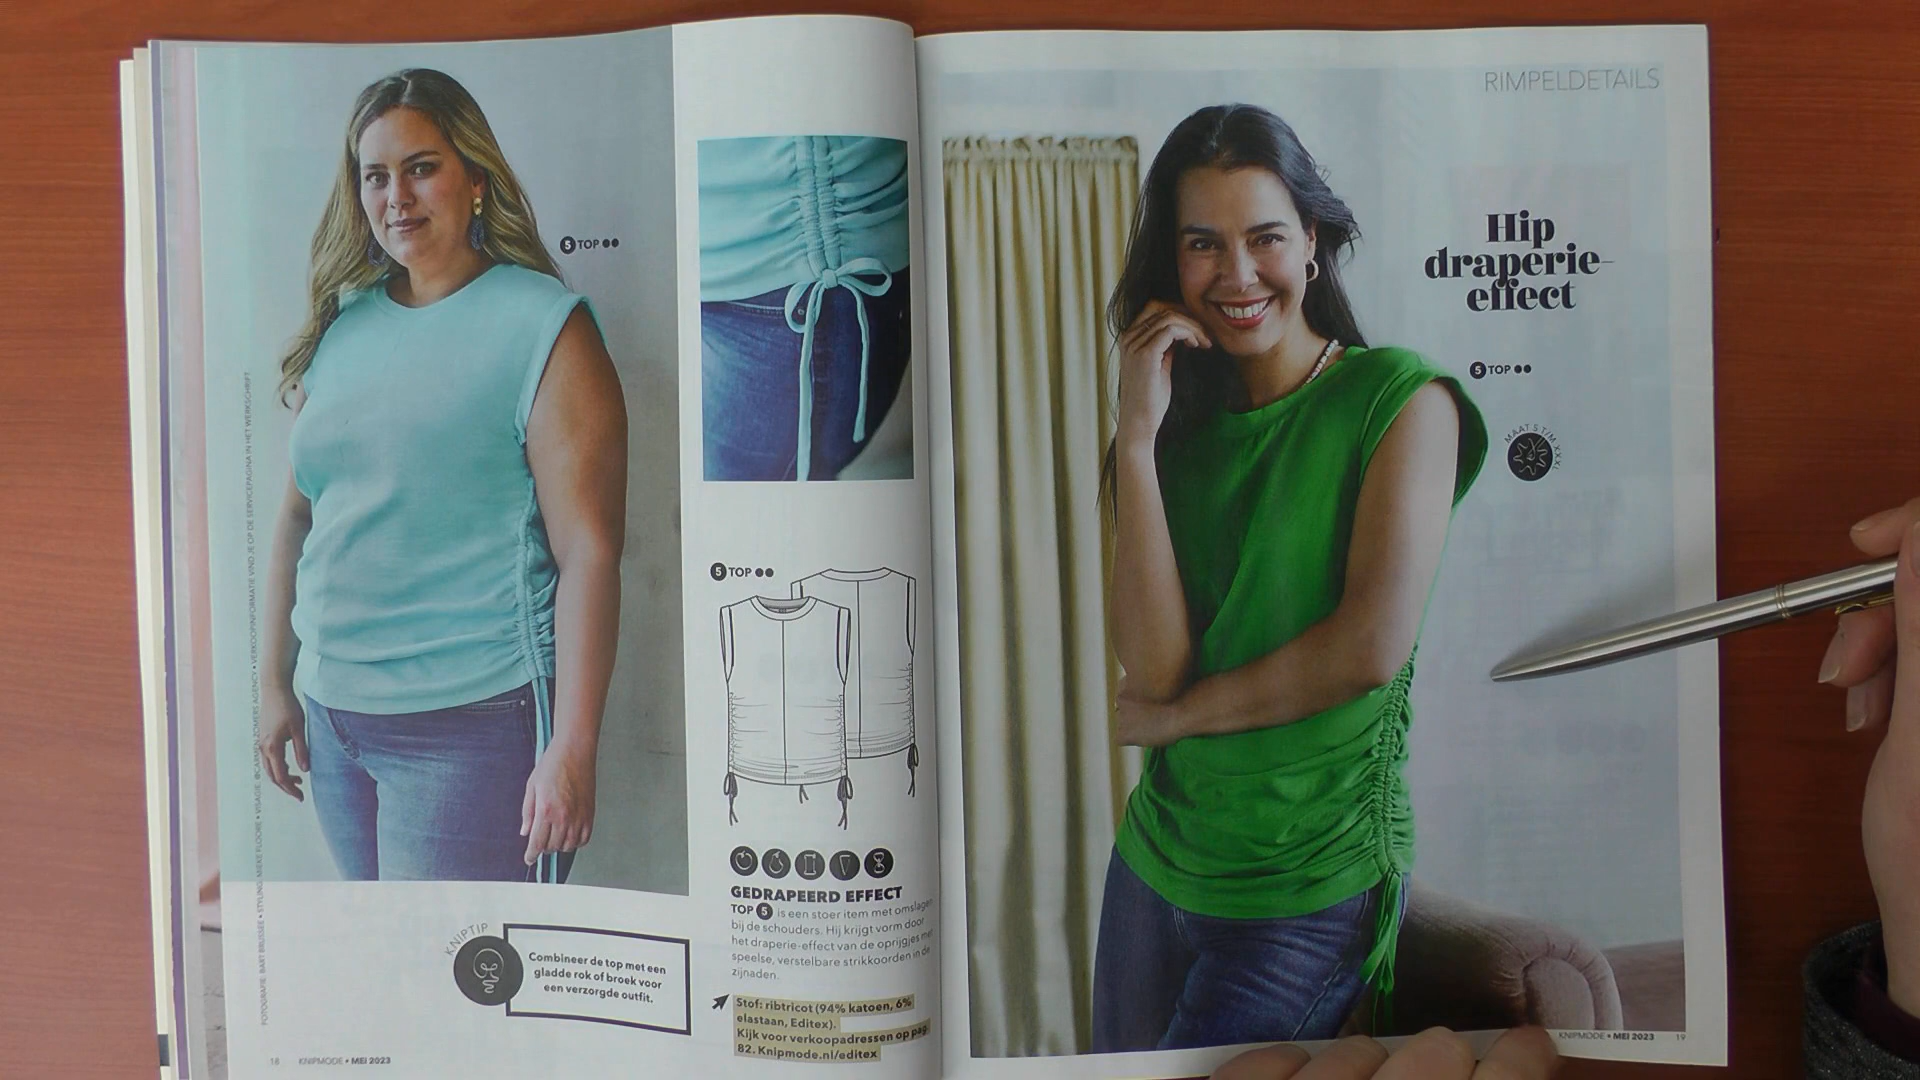 FOTOGRAFIE: BART BRUSSEE • STYLING: MIEKE FLOORE • VISAGIE: @CARMEN ZOMERS AGENCY • VERKOOPINFORMATIE VIND JE OP DE SERVICEPAGINA IN HET WERKSCHRIFT
5 TOP ●●
5 TOP ●●
GEDRAPEERD EFFECT
TOP 5 is een stoer item met omslagen
bij de schouders. Hij krijgt vorm door
het draperie-effect van de oprijgjes met
speelse, verstelbare strikkoorden in de
zijnaden.
Stof: ribtricot (94% katoen, 6%
elastaan, Editex).
Kijk voor verkoopadressen op pag.
82. Knipmode.nl/editex
KNIPTIP
Combineer de top met een
gladde rok of broek voor
een verzorgde outfit.
18 KNIPMODE • MEI 2023
RIMPELDETAILS
Hip
draperie-
effect
5 TOP ●●
MAAT S T/M XXXL
KNIPMODE • MEI 2023 19